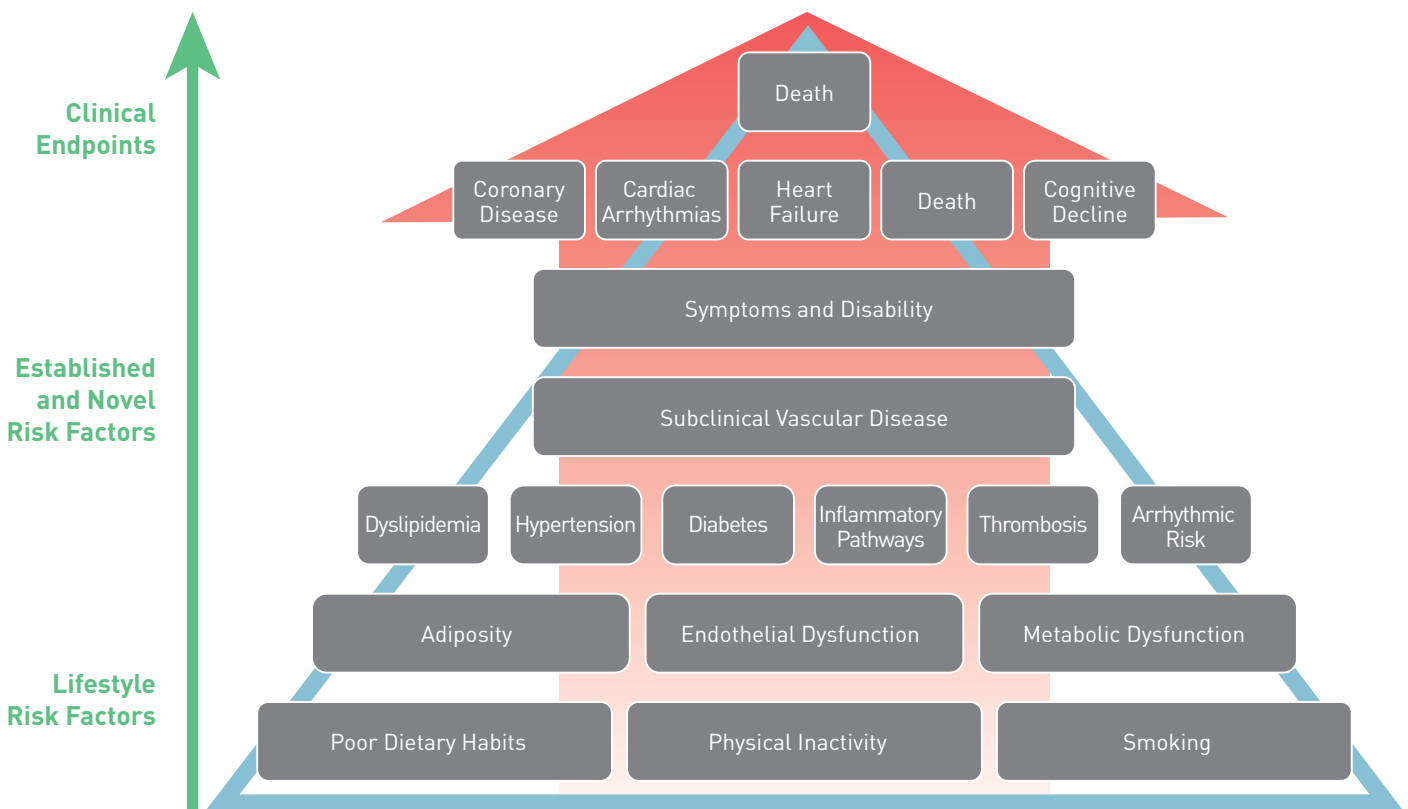 Clinical
Endpoints
Death
Coronary
Disease
Cardiac
Arrhythmias
Heart
Failure
Death
Cognitive
Decline
Symptoms and Disability
Established
and Novel
Risk Factors
Subclinical Vascular Disease
Dyslipidemia
Hypertension
Diabetes
Inflammatory
Pathways
Thrombosis
Arrhythmic
Risk
Adiposity
Endothelial Dysfunction
Metabolic Dysfunction
Lifestyle
Risk Factors
Poor Dietary Habits
Physical Inactivity
Smoking